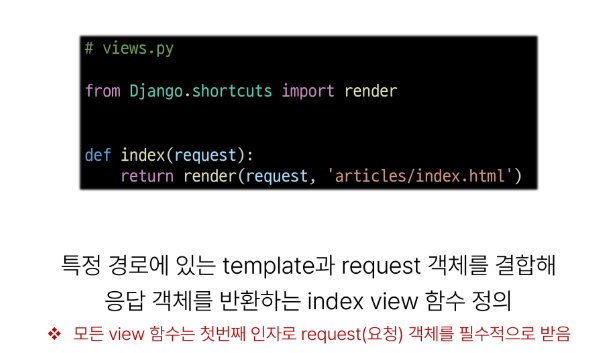 # views.py
from Django.shortcuts import render
def index(request):
    return render(request, 'articles/index.html')
특정 경로에 있는 template과 request 객체를 결합해
응답 객체를 반환하는 index view 함수 정의
❖ 모든 view 함수는 첫번째 인자로 request(요청) 객체를 필수적으로 받음